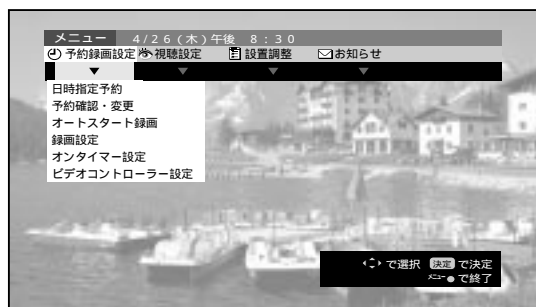 メニュー 4/26(木)午後 8:30
予約録画設定 視聴設定 設置調整 お知らせ
日時指定予約
予約確認・変更
オートスタート録画
録画設定
オンタイマー設定
ビデオコントローラー設定
で選択 決定 で決定
メニュー で終了